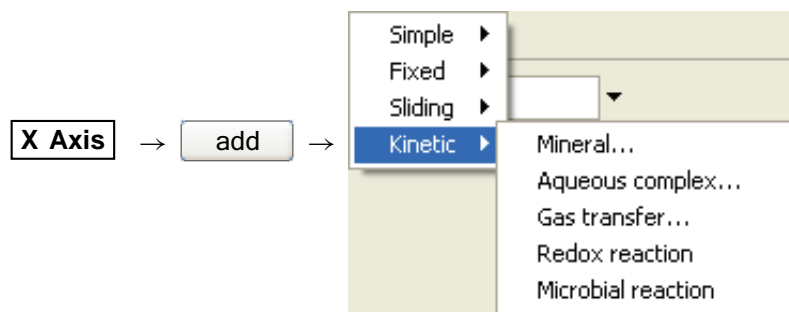 X Axis → add →
Simple
Fixed
Sliding
Kinetic
Mineral...
Aqueous complex...
Gas transfer...
Redox reaction
Microbial reaction